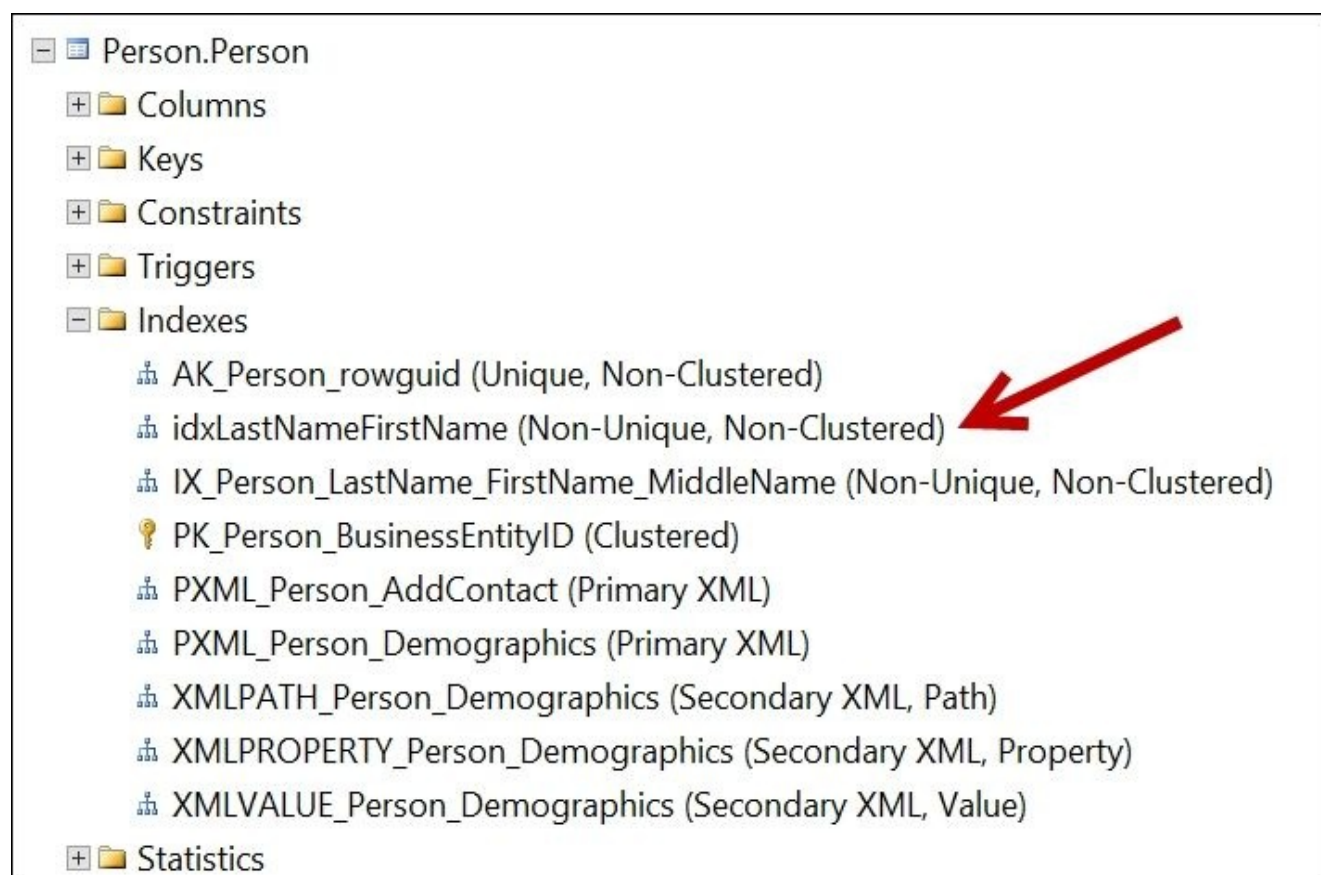 Person.Person
Columns
Keys
Constraints
Triggers
Indexes
AK_Person_rowguid (Unique, Non-Clustered)
idxLastNameFirstName (Non-Unique, Non-Clustered)
IX_Person_LastName_FirstName_MiddleName (Non-Unique, Non-Clustered)
PK_Person_BusinessEntityID (Clustered)
PXML_Person_AddContact (Primary XML)
PXML_Person_Demographics (Primary XML)
XMLPATH_Person_Demographics (Secondary XML, Path)
XMLPROPERTY_Person_Demographics (Secondary XML, Property)
XMLVALUE_Person_Demographics (Secondary XML, Value)
Statistics